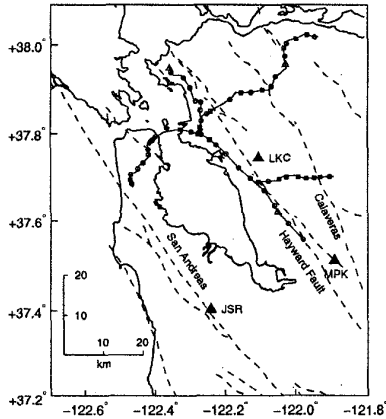 +38.0°
+37.8°
+37.6°
+37.4°
+37.2°
LKC
Calaveras
San Andreas
Hayward Fault
MPK
JSR
20
10
10 20
km
-122.6° -122.4° -122.2° -122.0° -121.8°